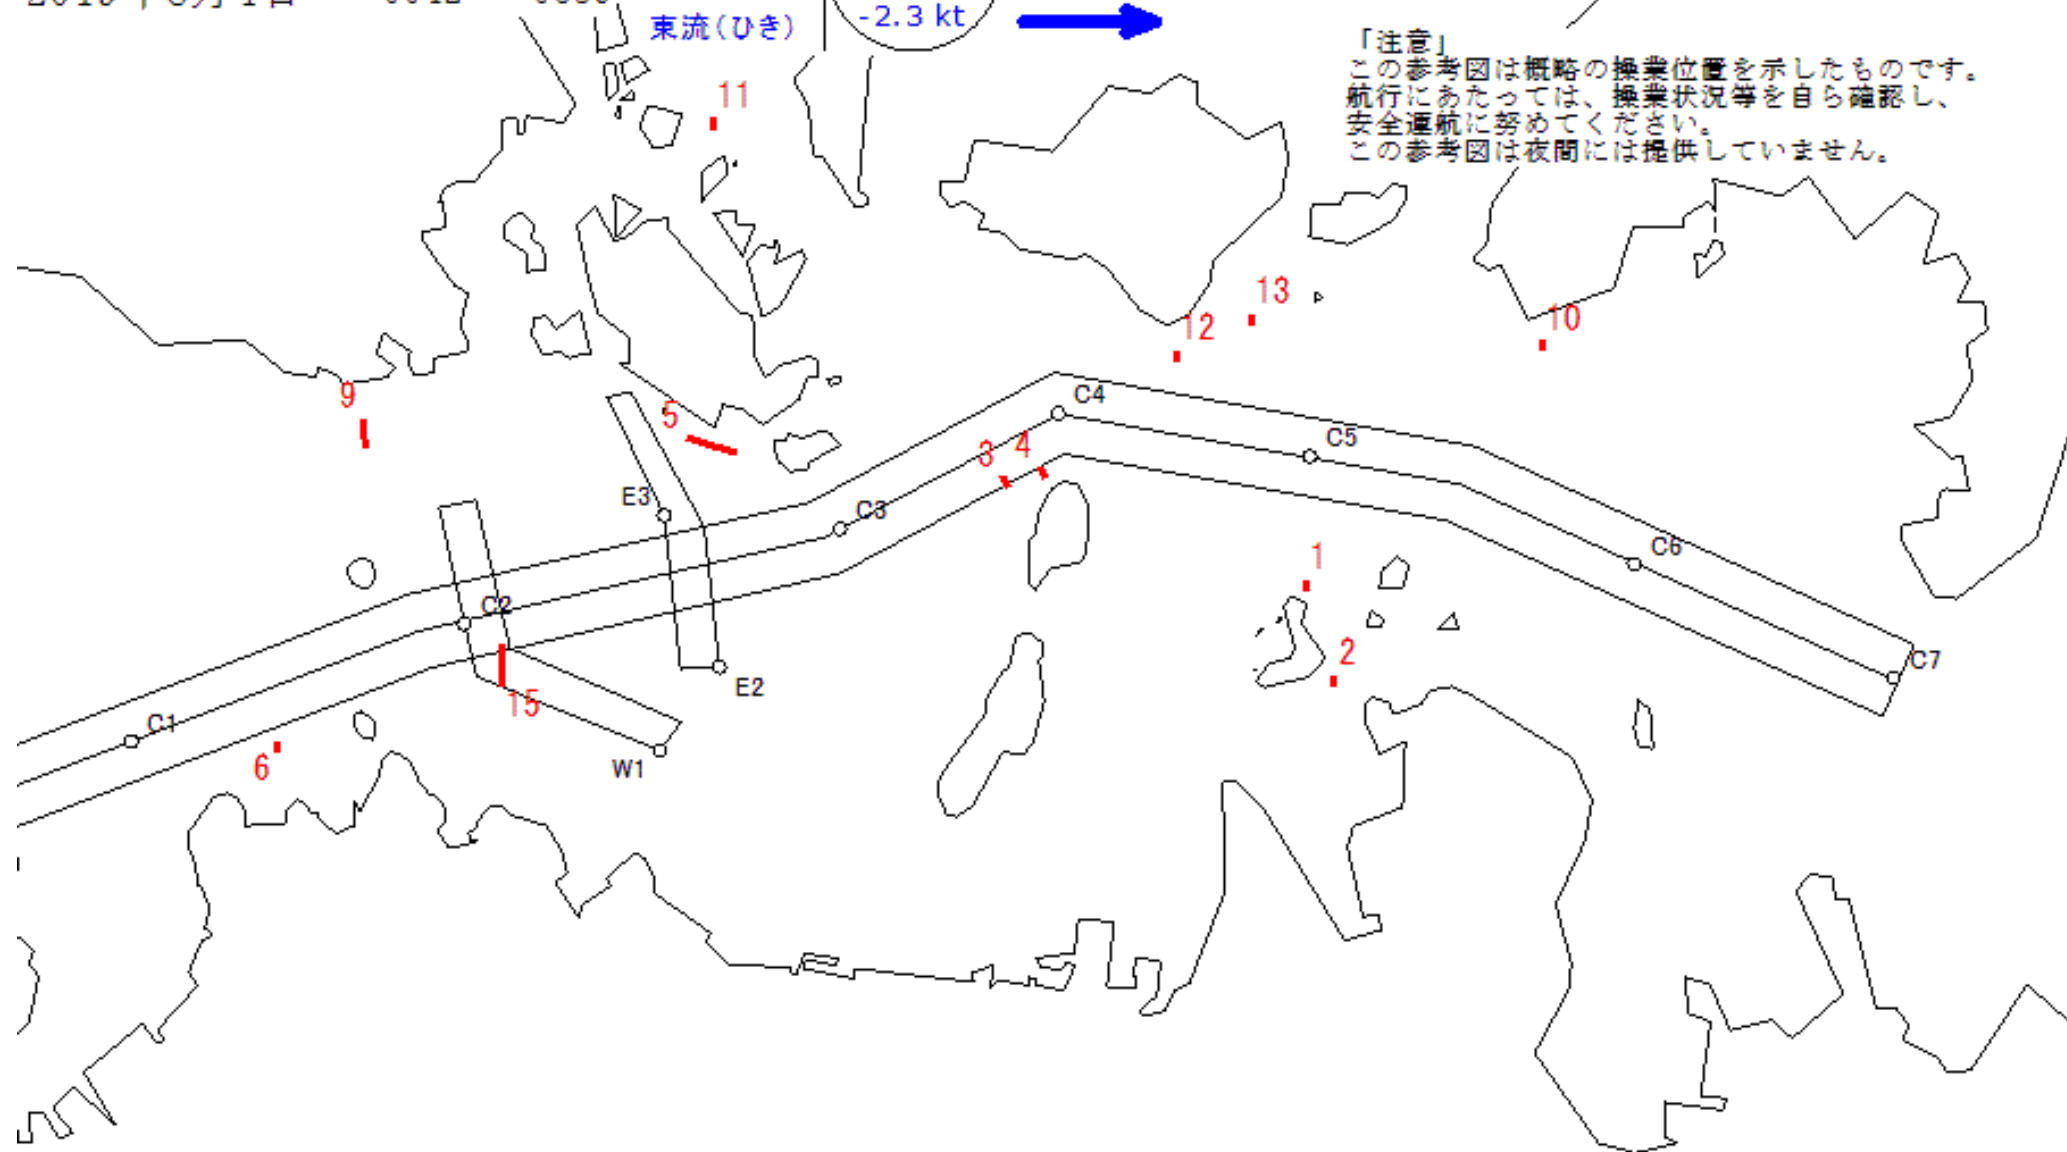 東流(ひき)
-2.3 kt
「注意」
この参考図は概略の操業位置を示したものです。
航行にあたっては、操業状況等を自ら確認し、
安全運航に努めてください。
この参考図は夜間には提供していません。
11
13
12
10
9
5
C4
3
4
C5
E3
C3
C6
1
C2
2
C7
E2
15
C1
6
W1